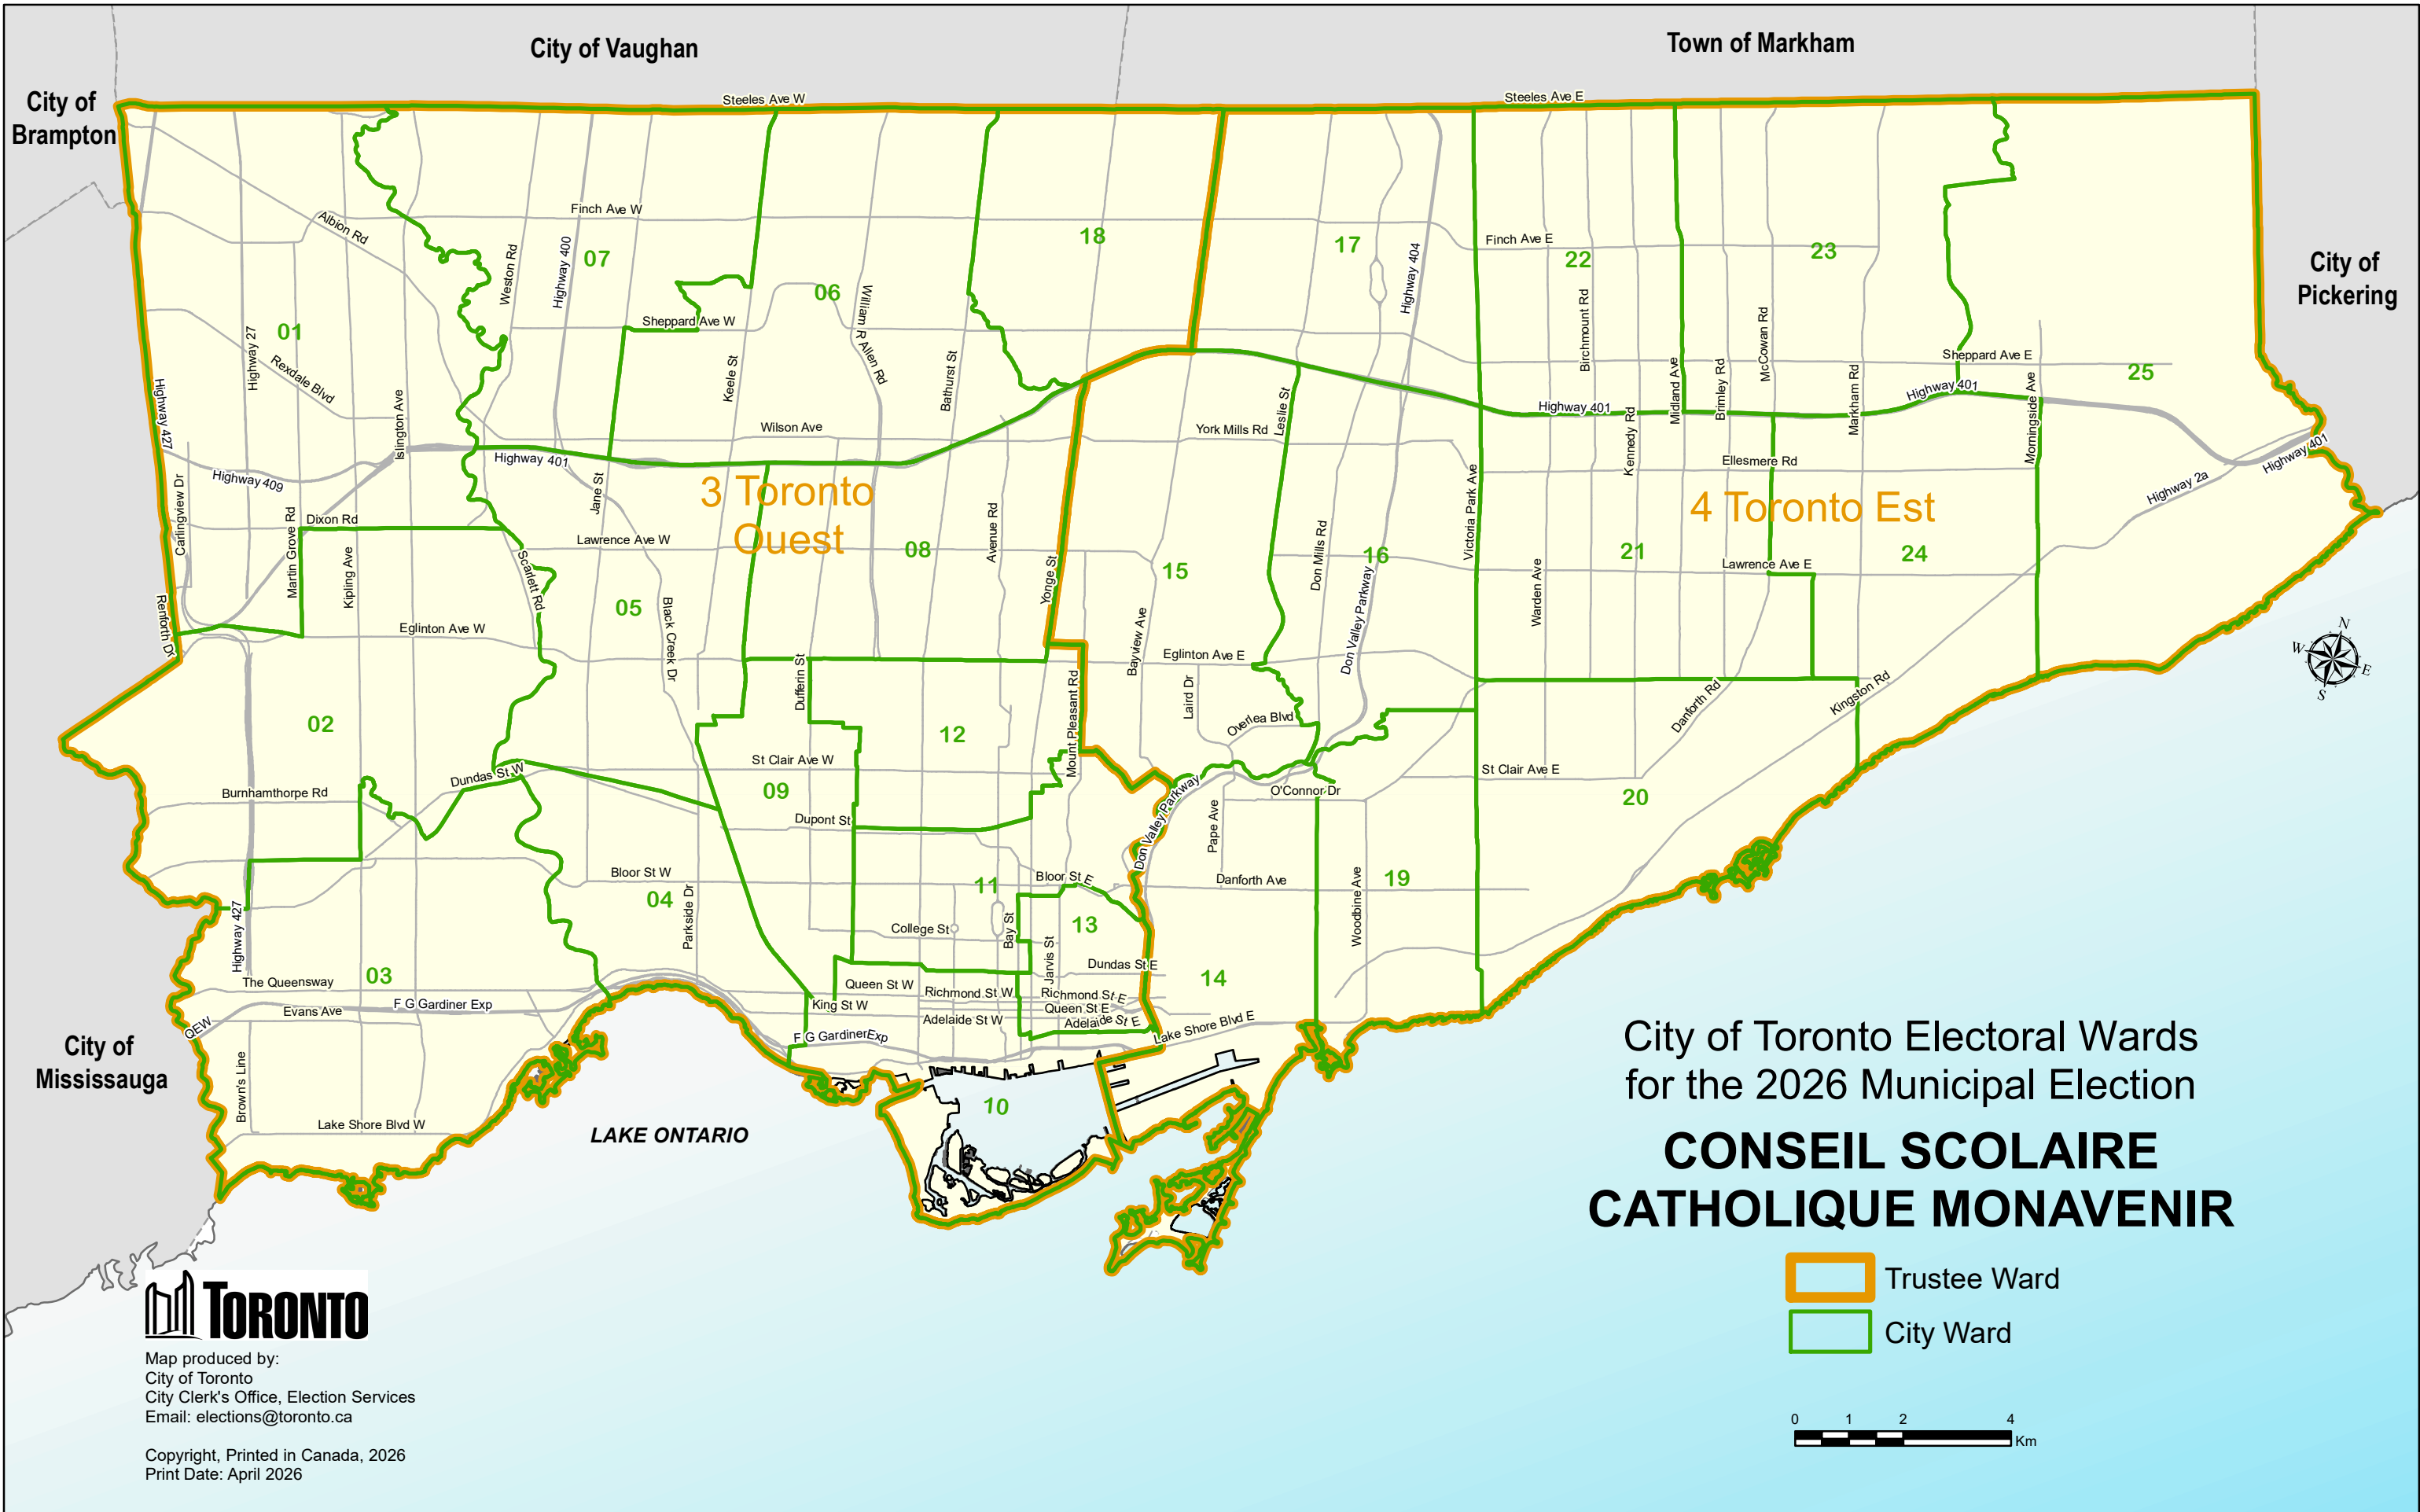 City of Vaughan
Town of Markham
City of
Brampton
Steeles Ave W
Steeles Ave E
Finch Ave W
Albion Rd
18
17
Finch Ave E
22
23
07
Weston Rd
Highway 400
Highway 404
City of
Pickering
06
William R Allen Rd
01
Highway 27
Sheppard Ave W
Birchmount Rd
McCowan Rd
Sheppard Ave E
25
Rexdale Blvd
Keele St
Bathurst St
Midland Ave
Brimley Rd
Markham Rd
Highway 401
Morningside Ave
Highway 427
Islington Ave
Leslie St
Highway 401
Kennedy Rd
Wilson Ave
York Mills Rd
Highway 401
Highway 401
Ellesmere Rd
Highway 409
Highway 2a
Jane St
3 Toronto
Ouest
4 Toronto Est
Carlingview Dr
Martin Grove Rd
Dixon Rd
Kipling Ave
Scarlett Rd
Lawrence Ave W
08
Avenue Rd
Yonge St
15
Don Mills Rd
16
Victoria Park Ave
Warden Ave
21
Lawrence Ave E
24
Renforth Dr
05
Black Creek Dr
Bayview Ave
Don Valley Parkway
Eglinton Ave W
Eglinton Ave E
N
W
E
S
Dufferin St
Mount Pleasant Rd
Laird Dr
Overlea Blvd
Danforth Rd
Kingston Rd
02
12
St Clair Ave W
Dundas St W
St Clair Ave E
Burnhamthorpe Rd
09
O'Connor Dr
20
Dupont St
Don Valley Parkway
Pape Ave
Bloor St W
11
Bloor St E
Danforth Ave
19
04
Parkside Dr
Woodbine Ave
Highway 427
College St
Bay St
13
Jarvis St
Dundas St E
03
14
The Queensway
Queen St W
Richmond St W
Richmond St E
F G Gardiner Exp
King St W
Queen St E
Evans Ave
Adelaide St W
Adelaide St E
QEW
F G GardinerExp
Lake Shore Blvd E
City of
Mississauga
Brown's Line
10
Lake Shore Blvd W
LAKE ONTARIO
City of Toronto Electoral Wards
for the 2026 Municipal Election
CONSEIL SCOLAIRE
CATHOLIQUE MONAVENIR
Trustee Ward
City Ward
0 1 2 4
Km
TORONTO
Map produced by:
City of Toronto
City Clerk's Office, Election Services
Email: elections@toronto.ca
Copyright, Printed in Canada, 2026
Print Date: April 2026